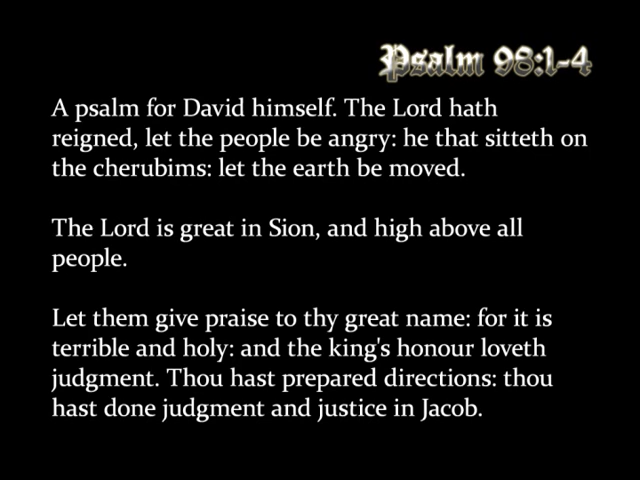 Psalm 98:1-4
A psalm for David himself. The Lord hath
reigned, let the people be angry: he that sitteth on
the cherubims: let the earth be moved.
The Lord is great in Sion, and high above all
people.
Let them give praise to thy great name: for it is
terrible and holy: and the king's honour loveth
judgment. Thou hast prepared directions: thou
hast done judgment and justice in Jacob.